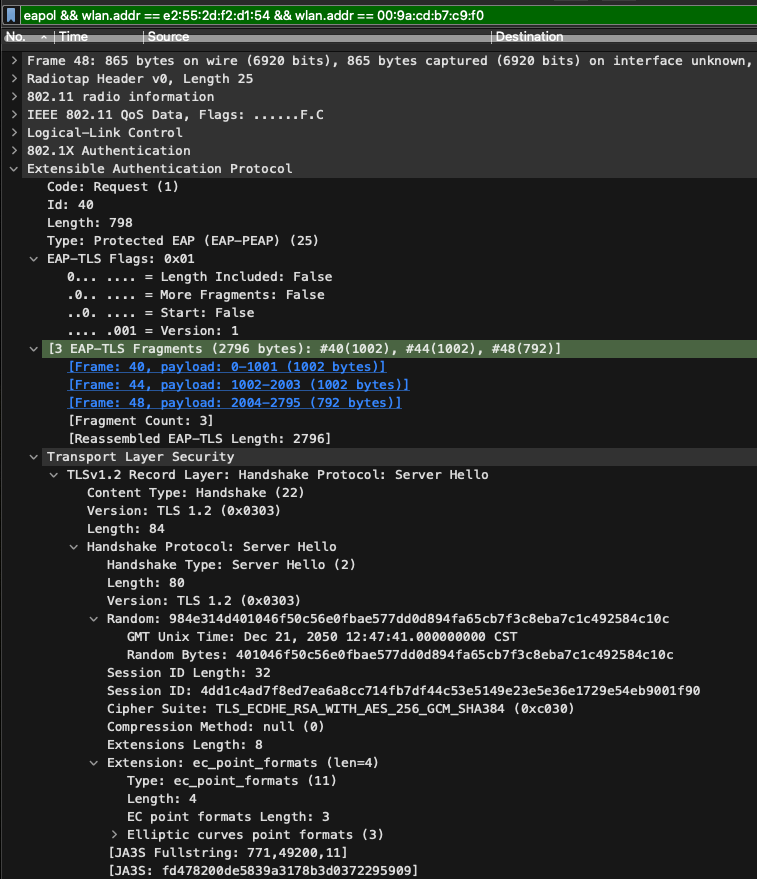 eapol && wlan.addr == e2:55:2d:f2:d1:54 && wlan.addr == 00:9a:cd:b7:c9:f0
No. Time Source Destination
Frame 48: 865 bytes on wire (6920 bits), 865 bytes captured (6920 bits) on interface unknown,
Radiotap Header v0, Length 25
802.11 radio information
IEEE 802.11 QoS Data, Flags: ......F.C
Logical-Link Control
802.1X Authentication
Extensible Authentication Protocol
Code: Request (1)
Id: 40
Length: 798
Type: Protected EAP (EAP-PEAP) (25)
EAP-TLS Flags: 0x01
0... .... = Length Included: False
.0.. .... = More Fragments: False
..0. .... = Start: False
.... .001 = Version: 1
[3 EAP-TLS Fragments (2796 bytes): #40(1002), #44(1002), #48(792)]
[Frame: 40, payload: 0-1001 (1002 bytes)]
[Frame: 44, payload: 1002-2003 (1002 bytes)]
[Frame: 48, payload: 2004-2795 (792 bytes)]
[Fragment Count: 3]
[Reassembled EAP-TLS Length: 2796]
Transport Layer Security
TLSv1.2 Record Layer: Handshake Protocol: Server Hello
Content Type: Handshake (22)
Version: TLS 1.2 (0x0303)
Length: 84
Handshake Protocol: Server Hello
Handshake Type: Server Hello (2)
Length: 80
Version: TLS 1.2 (0x0303)
Random: 984e314d401046f50c56e0fbae577dd0d894fa65cb7f3c8eba7c1c492584c10c
GMT Unix Time: Dec 21, 2050 12:47:41.000000000 CST
Random Bytes: 401046f50c56e0fbae577dd0d894fa65cb7f3c8eba7c1c492584c10c
Session ID Length: 32
Session ID: 4dd1c4ad7f8ed7ea6a8cc714fb7df44c53e5149e23e5e36e1729e54eb9001f90
Cipher Suite: TLS_ECDHE_RSA_WITH_AES_256_GCM_SHA384 (0xc030)
Compression Method: null (0)
Extensions Length: 8
Extension: ec_point_formats (len=4)
Type: ec_point_formats (11)
Length: 4
EC point formats Length: 3
Elliptic curves point formats (3)
[JA3S Fullstring: 771,49200,11]
[JA3S: fd478200de5839a3178b3d0372295909]